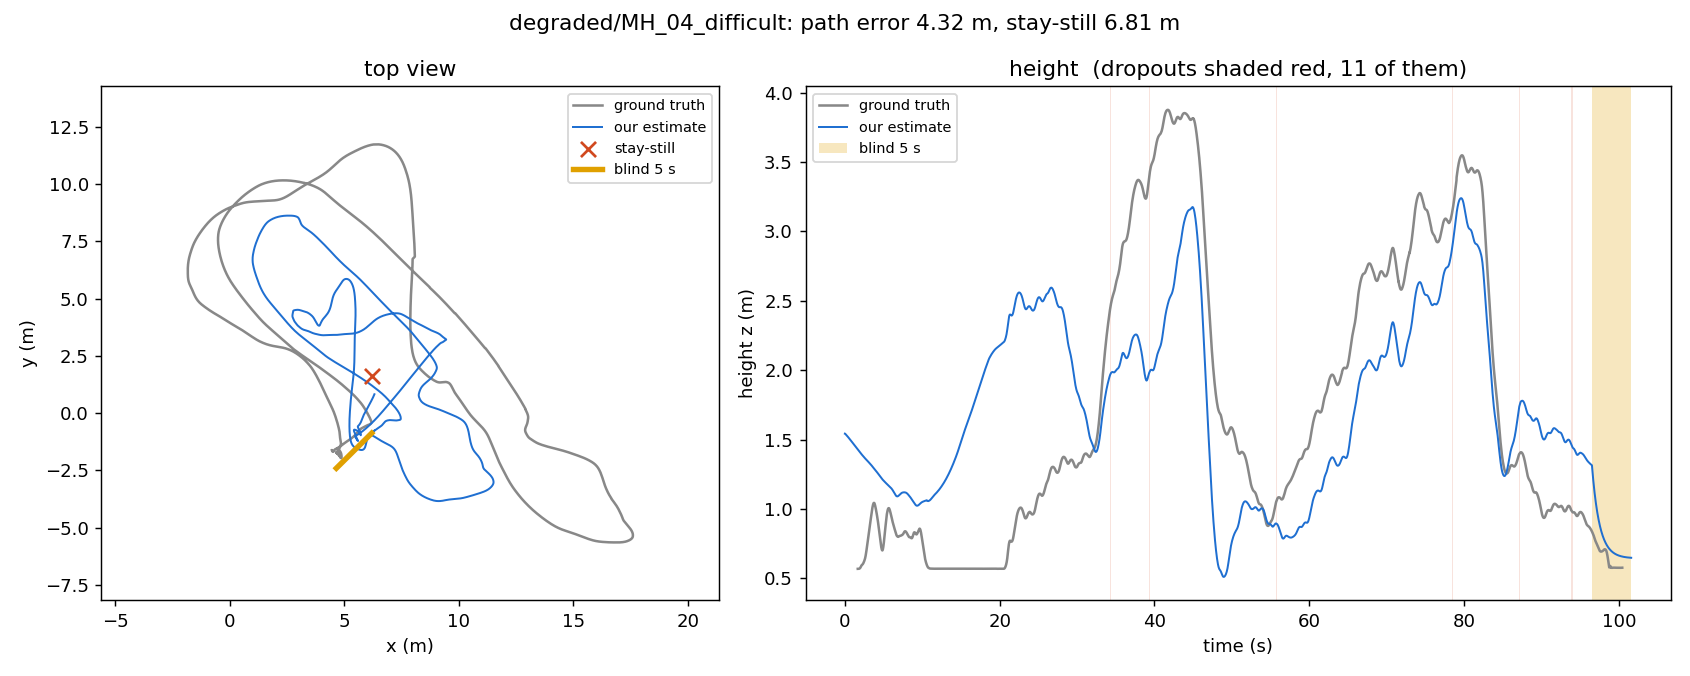 degraded/MH_04_difficult: path error 4.32 m, stay-still 6.81 m
top view
ground truth
our estimate
stay-still
blind 5 s
12.5
10.0
7.5
5.0
2.5
0.0
−2.5
−5.0
−7.5
y (m)
−5
0
5
10
15
20
x (m)
height (dropouts shaded red, 11 of them)
ground truth
our estimate
blind 5 s
4.0
3.5
3.0
2.5
2.0
1.5
1.0
0.5
height z (m)
0
20
40
60
80
100
time (s)